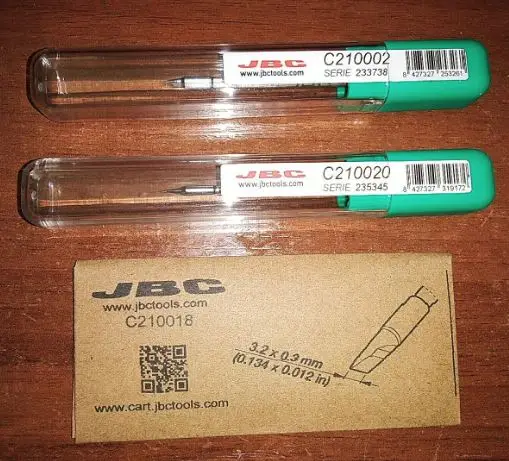 JBC
www.jbctools.com
C210002
SERIE 233738
8 427327 253261
JBC
www.jbctools.com
C210020
SERIE 235345
8 427327 319172
JBC
www.jbctools.com
C210018
www.cart.jbctools.com
3.2 x 0.3 mm
(0.134 x 0.012 in)